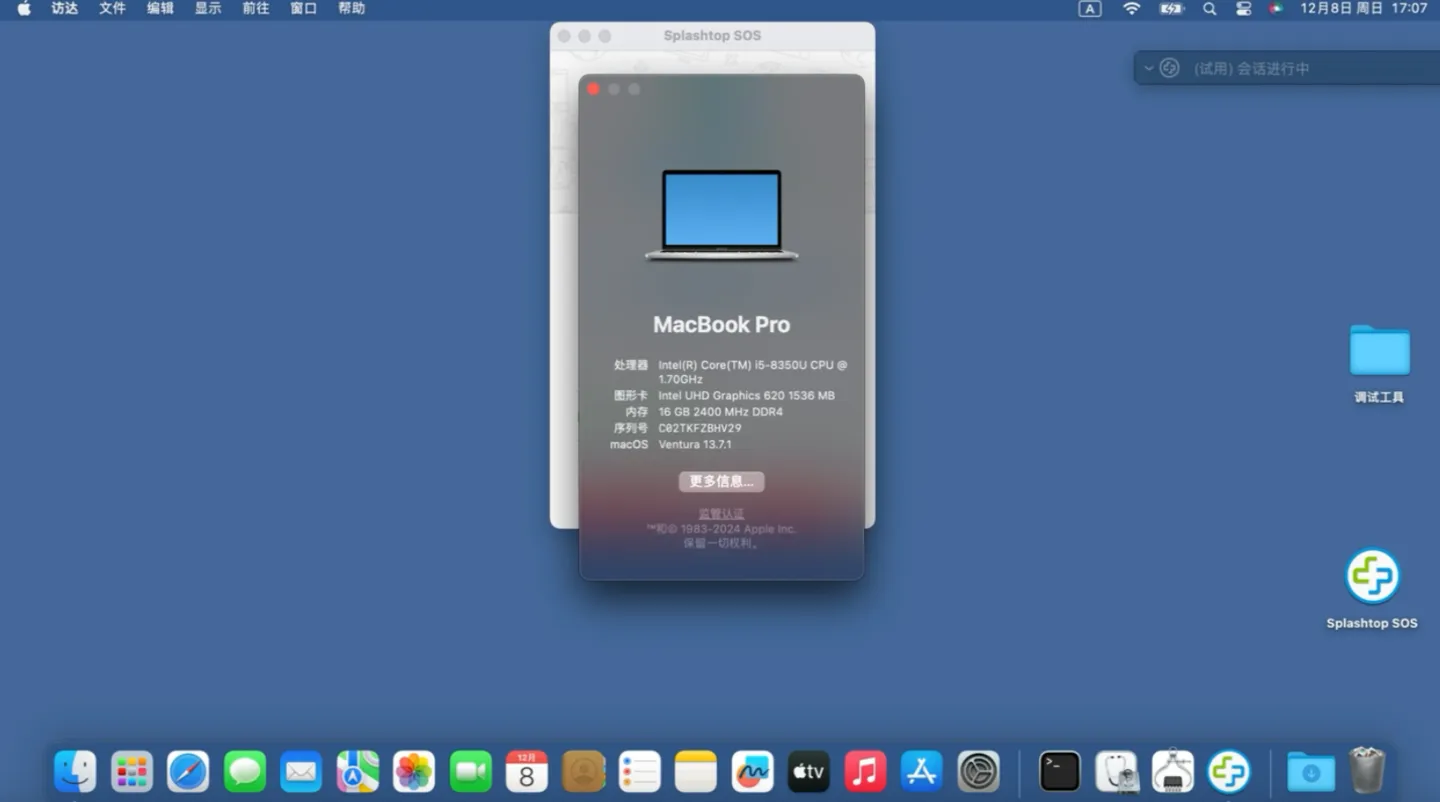 访达 文件 编辑 显示 前往 窗口 帮助
A
12月8日 周日 17:07
Splashtop SOS
(试用) 会话进行中
MacBook Pro
处理器 Intel(R) Core(TM) i5-8350U CPU @ 1.70GHz
图形卡 Intel UHD Graphics 620 1536 MB
内存 16 GB 2400 MHz DDR4
序列号 C02TKFZBHV29
macOS Ventura 13.7.1
更多信息...
监管认证
™和© 1983-2024 Apple Inc.
保留一切权利。
调试工具
Splashtop SOS
12月
8
tv